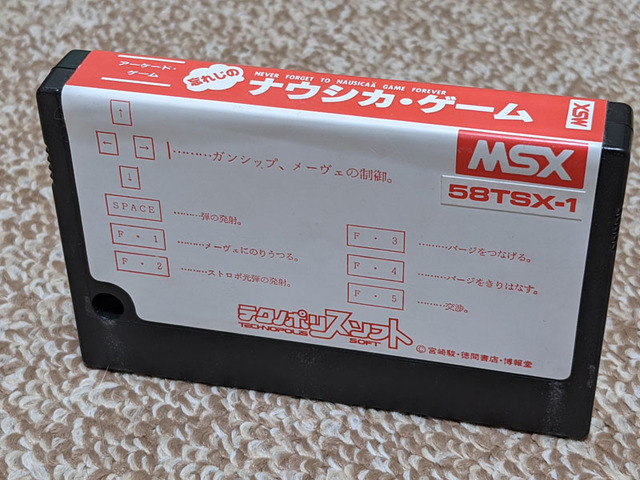 アーケード・
ゲーム
忘れじの
NEVER FORGET TO NAUSICAÄ GAME FOREVER
ナウシカ・ゲーム
MSX
MSX
58TSX-1
↑
← →
↓
………ガンシップ、メーヴェの制御。
SPACE ………弾の発射。
F・1 ………メーヴェにのりうつる。
F・2 ………ストロボ光弾の発射。
F・3 ………バージをつなげる。
F・4 ………バージをきりはなす。
F・5 ………交渉。
テクノポリスソフト
TECHNOPOLIS SOFT
©宮崎駿・徳間書店・博報堂